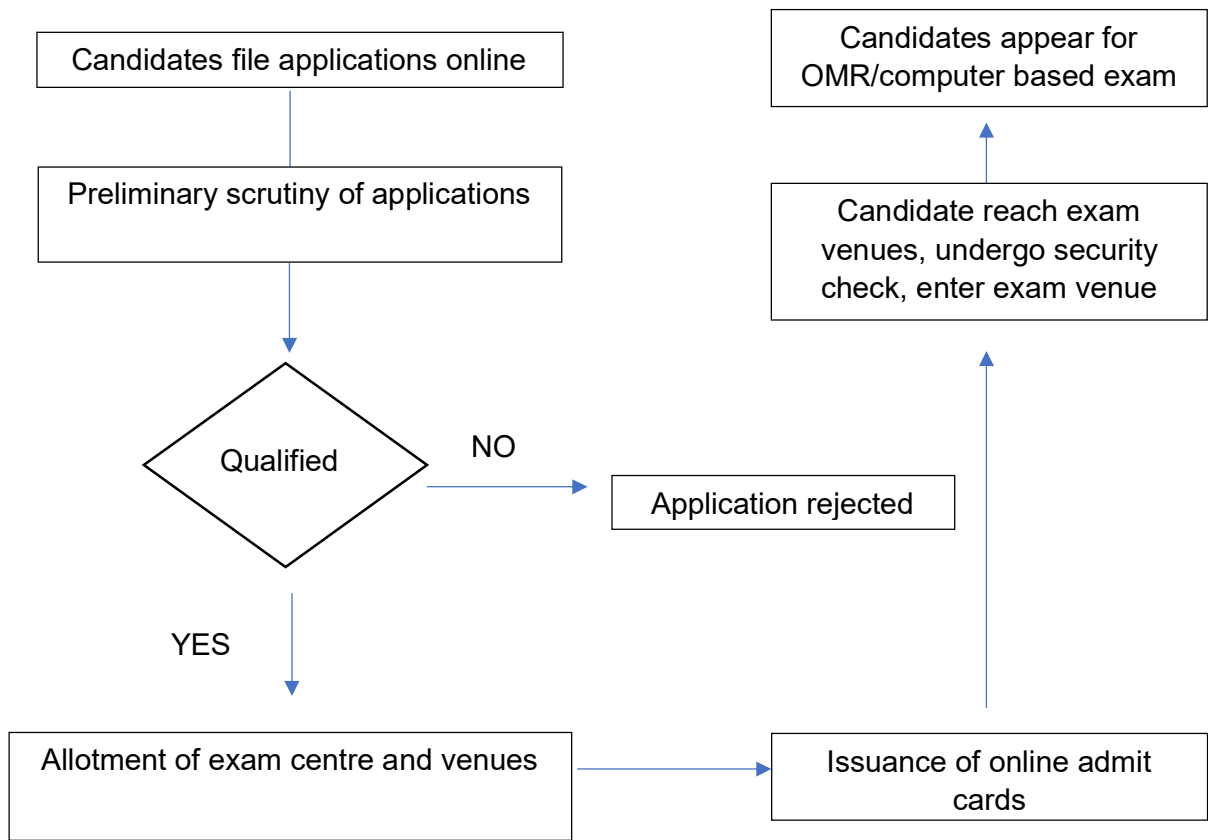 Candidates file applications online
Preliminary scrutiny of applications
Qualified
NO
Application rejected
YES
Allotment of exam centre and venues
Issuance of online admit
cards
Candidate reach exam
venues, undergo security
check, enter exam venue
Candidates appear for
OMR/computer based exam